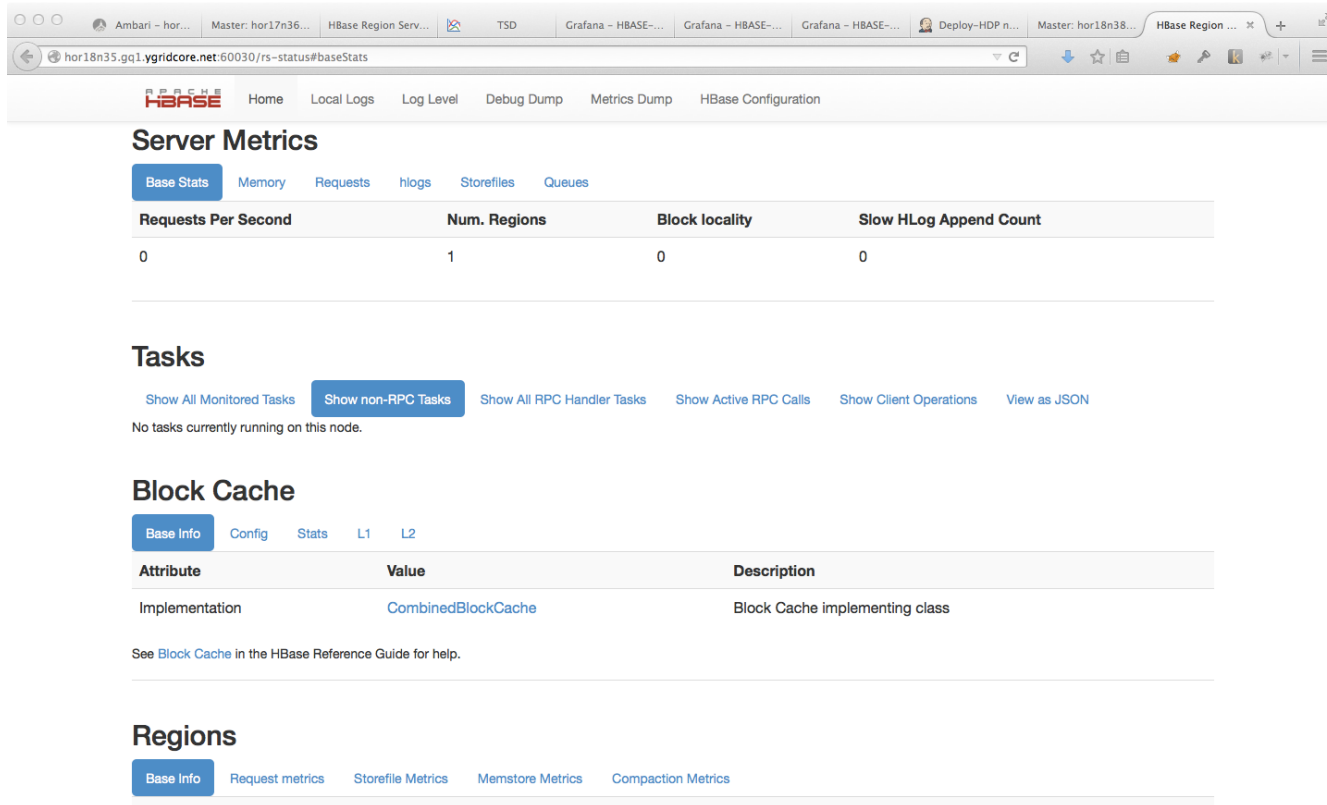 Ambari – hor... Master: hor17n36... HBase Region Serv... TSD Grafana – HBASE–... Grafana – HBASE–... Grafana – HBASE–... Deploy–HDP n... Master: hor18n38... HBase Region ...
hor18n35.gq1.ygridcore.net:60030/rs-status#baseStats
APACHE
HBASE Home Local Logs Log Level Debug Dump Metrics Dump HBase Configuration
Server Metrics
Base Stats Memory Requests hlogs Storefiles Queues
Requests Per Second Num. Regions Block locality Slow HLog Append Count
0 1 0 0
Tasks
Show All Monitored Tasks Show non-RPC Tasks Show All RPC Handler Tasks Show Active RPC Calls Show Client Operations View as JSON
No tasks currently running on this node.
Block Cache
Base Info Config Stats L1 L2
Attribute Value Description
Implementation CombinedBlockCache Block Cache implementing class
See Block Cache in the HBase Reference Guide for help.
Regions
Base Info Request metrics Storefile Metrics Memstore Metrics Compaction Metrics